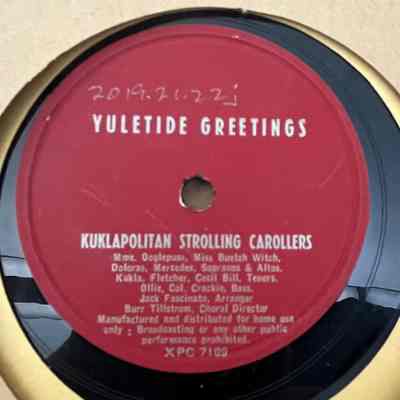 2019.21.22j
YULETIDE GREETINGS
KUKLAPOLITAN STROLLING CAROLLERS
Mme. Ooglepuss, Miss Buelah Witch,
Doloras, Mercedes, Sopranos & Altos.
Kukla, Fletcher, Cecil Bill, Tenors.
Ollie, Col. Crackie, Bass.
Jack Fascinato, Arranger
Burr Tillstrom, Choral Director
Manufactured and distributed for home use
only; Broadcasting or any other public
performance prohibited.
XPC 7109